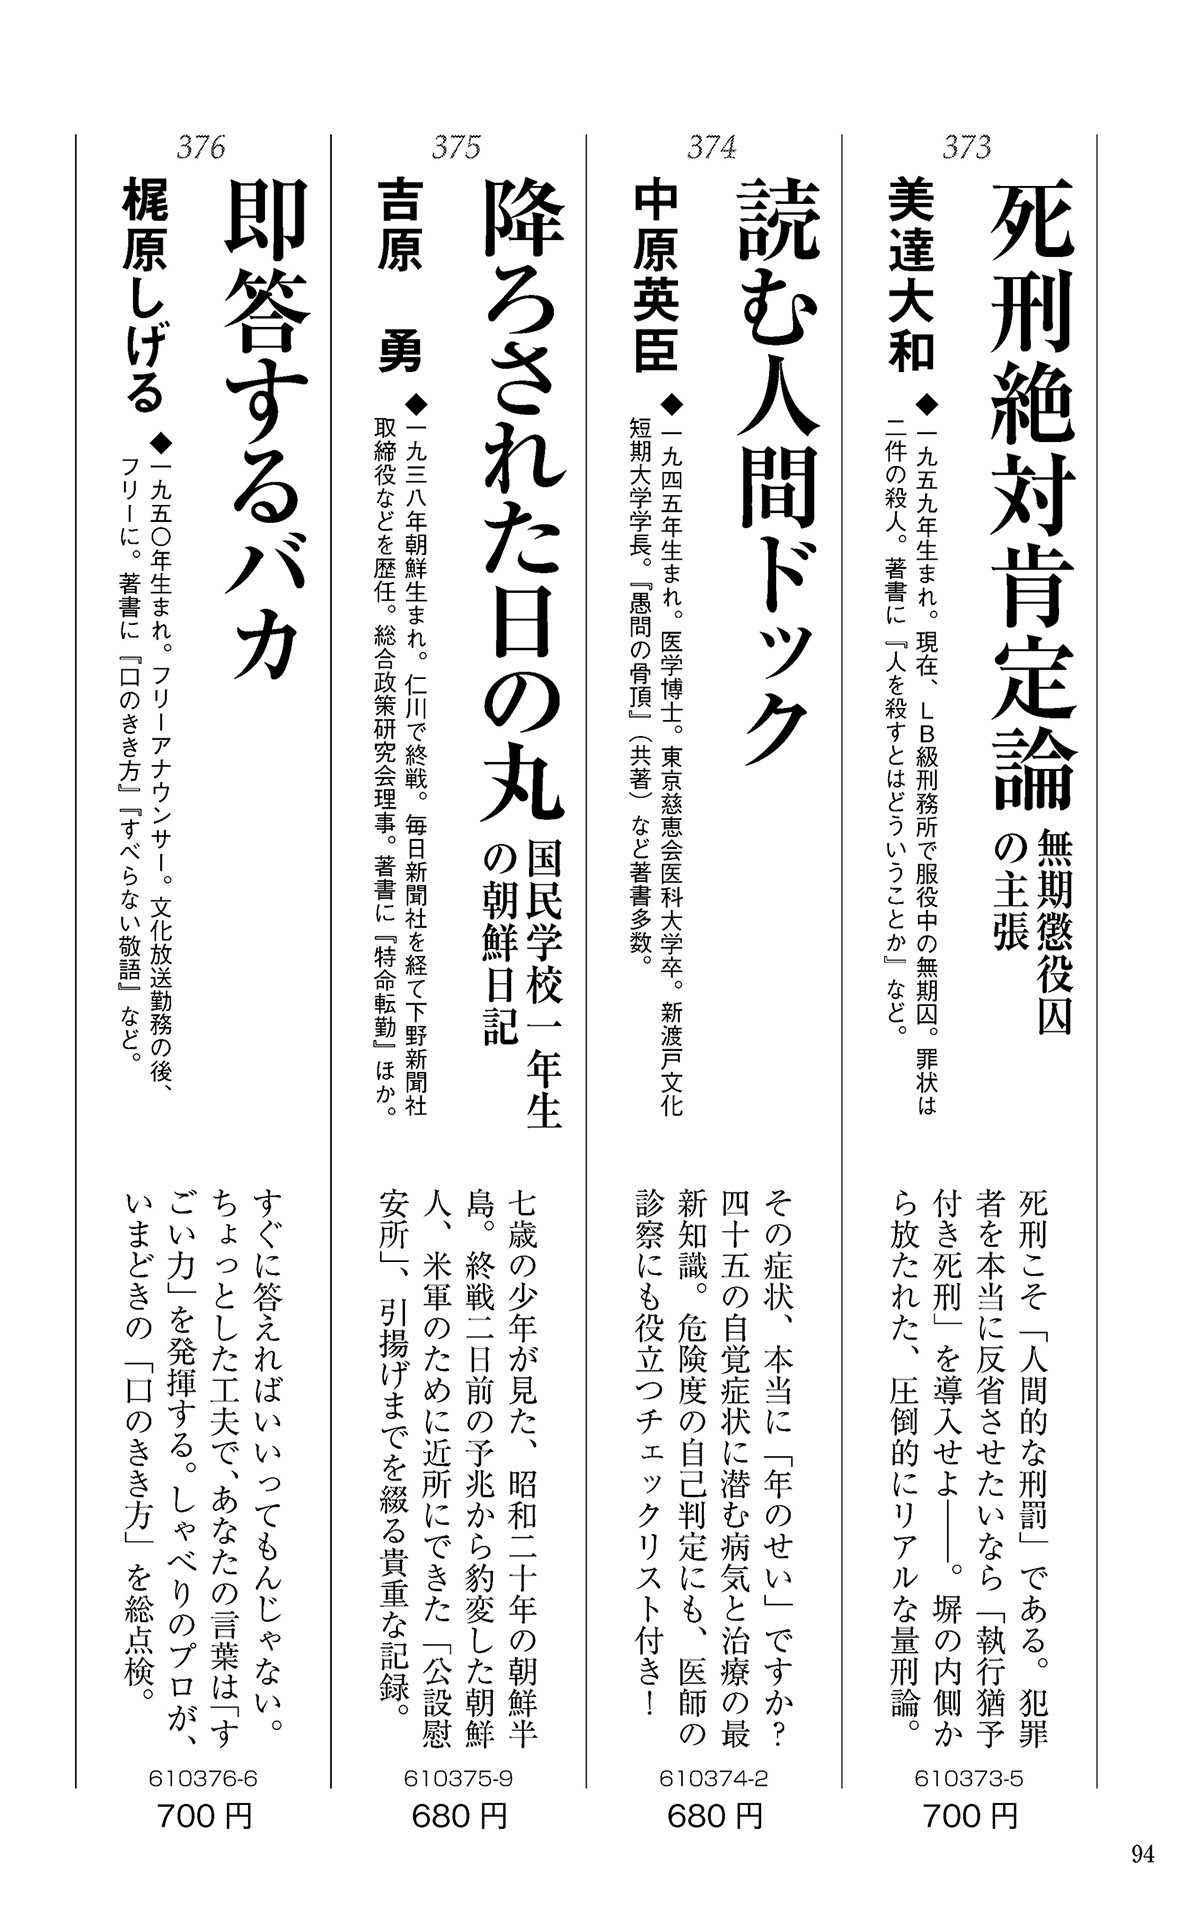 373
死刑絶対肯定論
無期懲役囚
の主張
美達大和
◆一九五九年生まれ。現在、ＬＢ級刑務所で服役中の無期囚。罪状は
二件の殺人。著書に『人を殺すとはどういうことか』など。
死刑こそ「人間的な刑罰」である。犯罪
者を本当に反省させたいなら「執行猶予
付き死刑」を導入せよ――。塀の内側か
ら放たれた、圧倒的にリアルな量刑論。
610373-5
700円
374
読む人間ドック
中原英臣
◆一九四五年生まれ。医学博士。東京慈恵会医科大学卒。新渡戸文化
短期大学学長。『愚問の骨頂』（共著）など著書多数。
その症状、本当に「年のせい」ですか？
四十五の自覚症状に潜む病気と治療の最
新知識。危険度の自己判定にも、医師の
診察にも役立つチェックリスト付き！
610374-2
680円
375
降ろされた日の丸
国民学校一年生
の朝鮮日記
吉原　勇
◆一九三八年朝鮮生まれ。仁川で終戦。毎日新聞社を経て下野新聞社
取締役などを歴任。総合政策研究会理事。著書に『特命転勤』ほか。
七歳の少年が見た、昭和二十年の朝鮮半
島。終戦二日前の予兆から豹変した朝鮮
人、米軍のために近所にできた「公設慰
安所」、引揚げまでを綴る貴重な記録。
610375-9
680円
376
即答するバカ
梶原しげる
◆一九五〇年生まれ。フリーアナウンサー。文化放送勤務の後、
フリーに。著書に『口のきき方』『すべらない敬語』など。
すぐに答えればいいってもんじゃない。
ちょっとした工夫で、あなたの言葉は「す
ごい力」を発揮する。しゃべりのプロが、
いまどきの「口のきき方」を総点検。
610376-6
700円
94